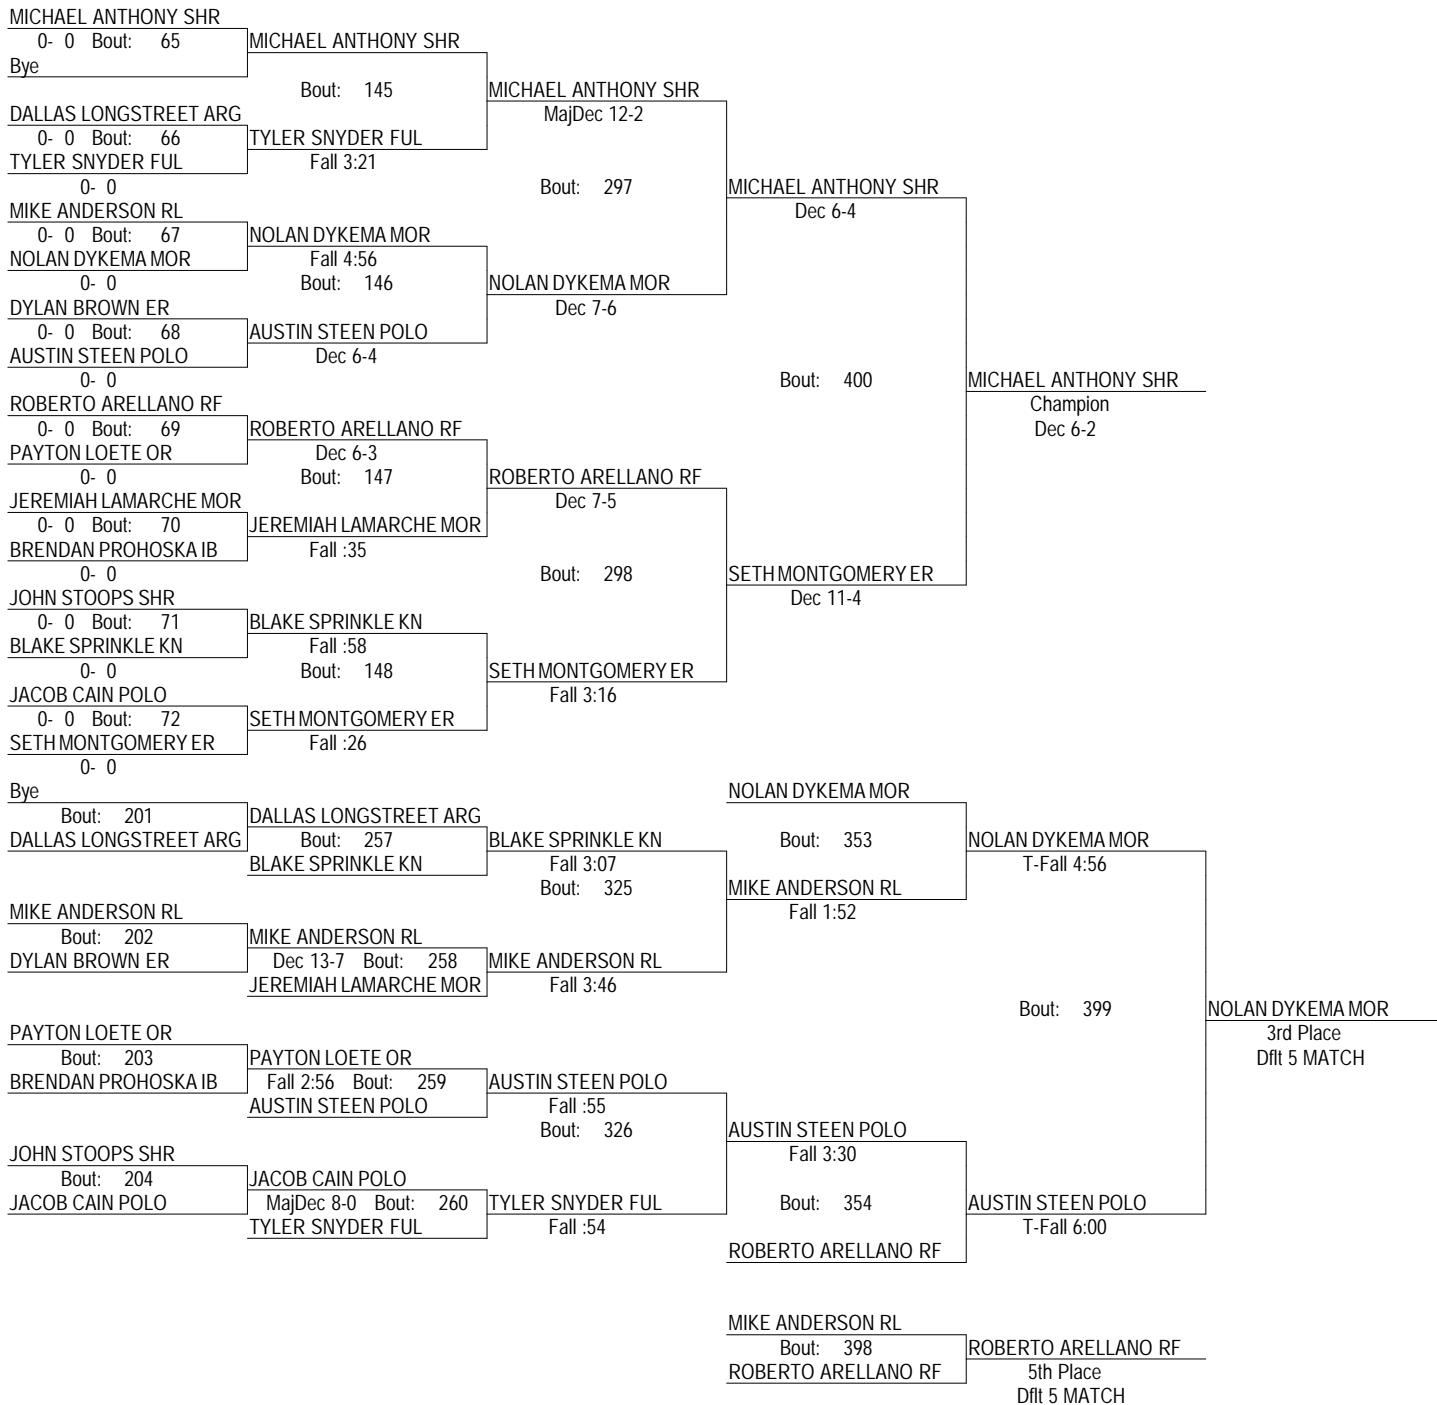 MICHAEL ANTHONY SHR
0- 0 Bout: 65
MICHAEL ANTHONY SHR
Bye
Bout: 145
MICHAEL ANTHONY SHR
MajDec 12-2
DALLAS LONGSTREET ARG
0- 0 Bout: 66
TYLER SNYDER FUL
TYLER SNYDER FUL
Fall 3:21
0- 0
Bout: 297
MICHAEL ANTHONY SHR
Dec 6-4
MIKE ANDERSON RL
0- 0 Bout: 67
NOLAN DYKEMA MOR
NOLAN DYKEMA MOR
Fall 4:56
0- 0
Bout: 146
NOLAN DYKEMA MOR
Dec 7-6
DYLAN BROWN ER
0- 0 Bout: 68
AUSTIN STEEN POLO
AUSTIN STEEN POLO
Dec 6-4
0- 0
Bout: 400
MICHAEL ANTHONY SHR
Champion
Dec 6-2
ROBERTO ARELLANO RF
0- 0 Bout: 69
ROBERTO ARELLANO RF
PAYTON LOETE OR
Dec 6-3
0- 0
Bout: 147
ROBERTO ARELLANO RF
Dec 7-5
JEREMIAH LAMARCHE MOR
0- 0 Bout: 70
JEREMIAH LAMARCHE MOR
BRENDAN PROHOSKA IB
Fall :35
0- 0
Bout: 298
SETH MONTGOMERY ER
Dec 11-4
JOHN STOOPS SHR
0- 0 Bout: 71
BLAKE SPRINKLE KN
BLAKE SPRINKLE KN
Fall :58
0- 0
Bout: 148
SETH MONTGOMERY ER
Fall 3:16
JACOB CAIN POLO
0- 0 Bout: 72
SETH MONTGOMERY ER
SETH MONTGOMERY ER
Fall :26
0- 0
Bye
Bout: 201
DALLAS LONGSTREET ARG
DALLAS LONGSTREET ARG
Bout: 257
BLAKE SPRINKLE KN
BLAKE SPRINKLE KN
Fall 3:07
Bout: 325
NOLAN DYKEMA MOR
Bout: 353
NOLAN DYKEMA MOR
T-Fall 4:56
MIKE ANDERSON RL
Fall 1:52
MIKE ANDERSON RL
Bout: 202
DYLAN BROWN ER
MIKE ANDERSON RL
Dec 13-7 Bout: 258
JEREMIAH LAMARCHE MOR
MIKE ANDERSON RL
Fall 3:46
Bout: 399
NOLAN DYKEMA MOR
3rd Place
Dflt 5 MATCH
PAYTON LOETE OR
Bout: 203
BRENDAN PROHOSKA IB
PAYTON LOETE OR
Fall 2:56 Bout: 259
AUSTIN STEEN POLO
AUSTIN STEEN POLO
Fall :55
Bout: 326
AUSTIN STEEN POLO
Fall 3:30
JOHN STOOPS SHR
Bout: 204
JACOB CAIN POLO
JACOB CAIN POLO
MajDec 8-0 Bout: 260
TYLER SNYDER FUL
TYLER SNYDER FUL
Fall :54
Bout: 354
AUSTIN STEEN POLO
T-Fall 6:00
ROBERTO ARELLANO RF
MIKE ANDERSON RL
Bout: 398
ROBERTO ARELLANO RF
ROBERTO ARELLANO RF
5th Place
Dflt 5 MATCH